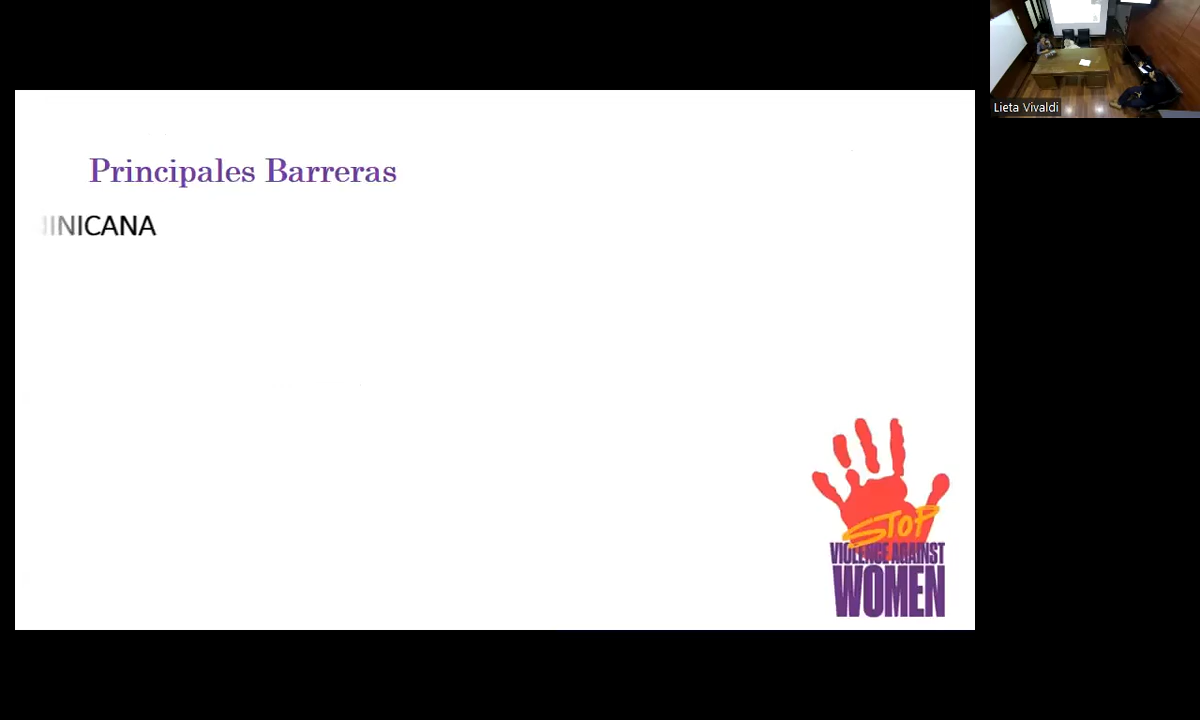 Lieta Vivaldi
Principales Barreras
INICANA
STOP
VIOLENCE AGAINST
WOMEN